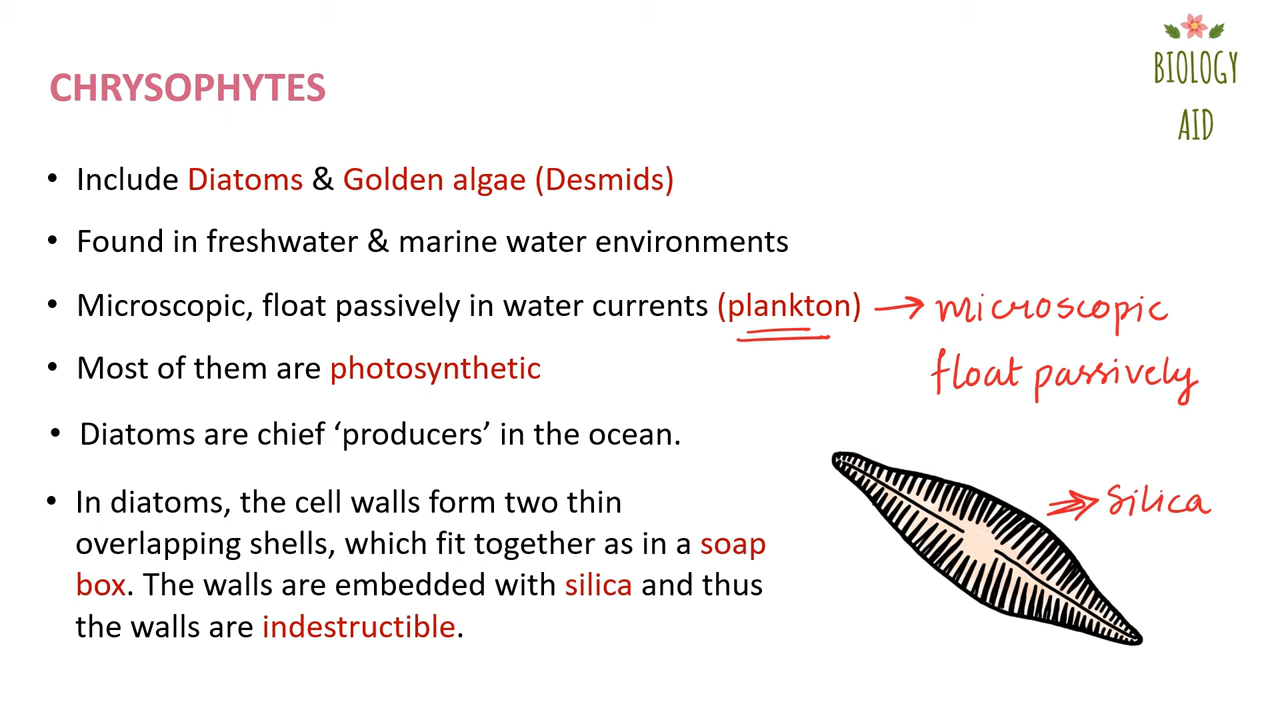 BIOLOGY
AID
CHRYSOPHYTES
• Include Diatoms & Golden algae (Desmids)
• Found in freshwater & marine water environments
• Microscopic, float passively in water currents (plankton) → microscopic
float passively
• Most of them are photosynthetic
• Diatoms are chief ‘producers’ in the ocean.
• In diatoms, the cell walls form two thin
overlapping shells, which fit together as in a soap
box. The walls are embedded with silica and thus
the walls are indestructible.
⇒ Silica